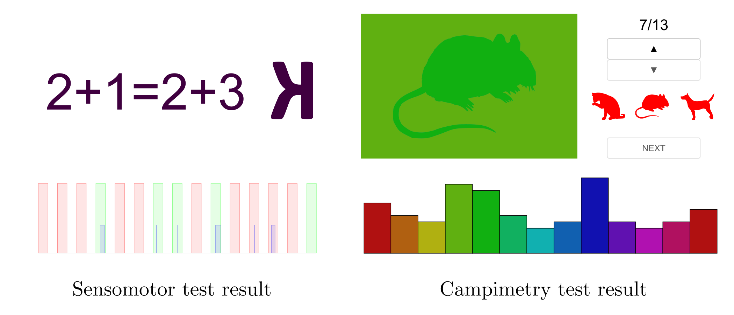 2+1=2+3 ꓘ
7/13
▲
▼
NEXT
Sensomotor test result
Campimetry test result